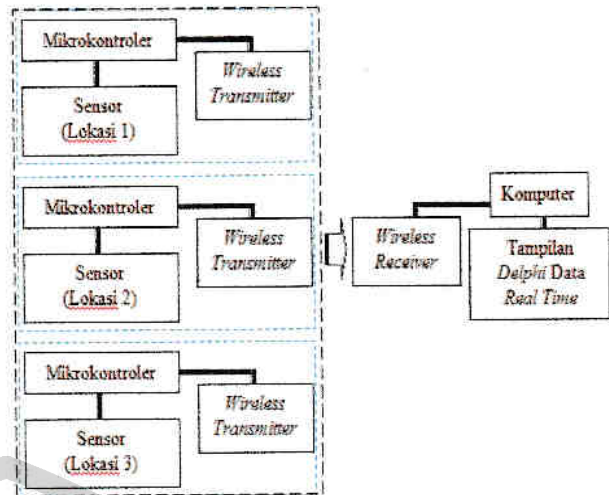 Mikrokontroler
Wireless
Transmitter
Sensor
(Lokasi 1)
Mikrokontroler
Wireless
Transmitter
Sensor
(Lokasi 2)
Mikrokontroler
Wireless
Transmitter
Sensor
(Lokasi 3)
Wireless
Receiver
Komputer
Tampilan
Delphi Data
Real Time